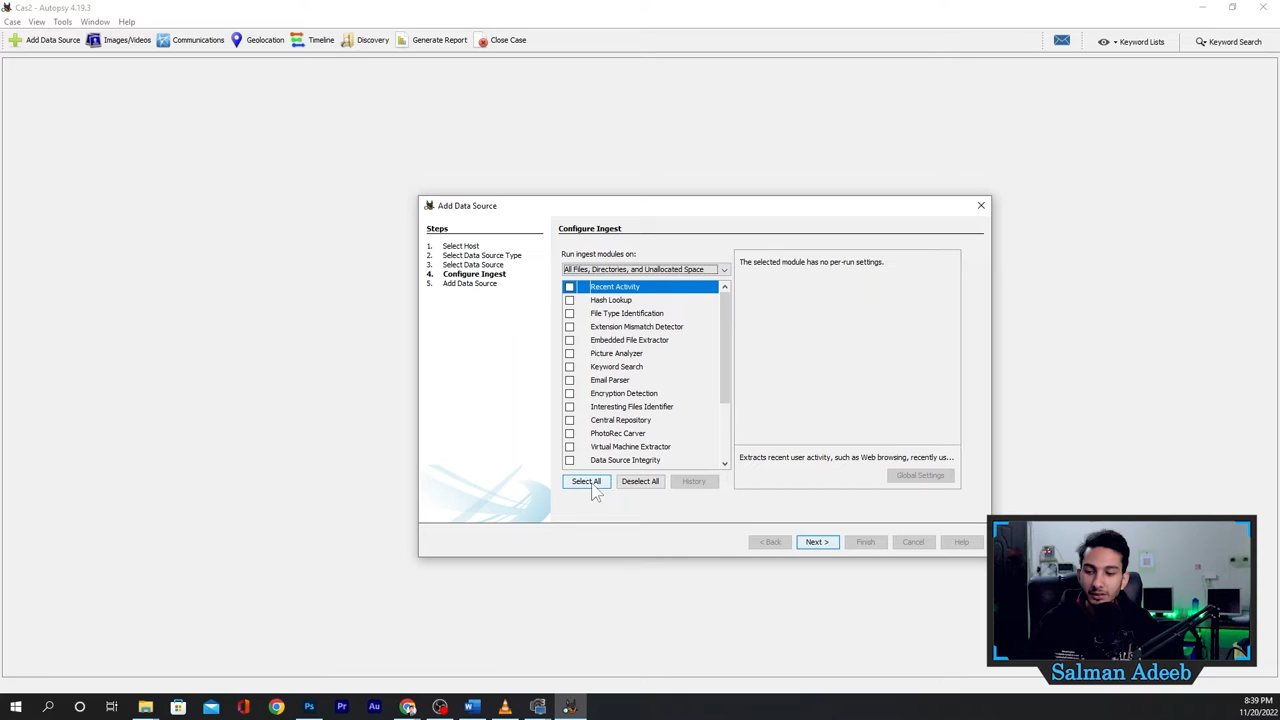 Cas2 - Autopsy 4.19.3
Case View Tools Window Help
Add Data Source Images/Videos Communications Geolocation Timeline Discovery Generate Report Close Case Keyword Lists Keyword Search
Add Data Source
Steps
1. Select Host
2. Select Data Source Type
3. Select Data Source
4. Configure Ingest
5. Add Data Source
Configure Ingest
Run ingest modules on:
All Files, Directories, and Unallocated Space
Recent Activity
Hash Lookup
File Type Identification
Extension Mismatch Detector
Embedded File Extractor
Picture Analyzer
Keyword Search
Email Parser
Encryption Detection
Interesting Files Identifier
Central Repository
PhotoRec Carver
Virtual Machine Extractor
Data Source Integrity
Select All Deselect All History
The selected module has no per-run settings.
Extracts recent user activity, such as Web browsing, recently us...
Global Settings
< Back Next > Finish Cancel Help
Salman Adeeb
8:39 PM
11/20/2022